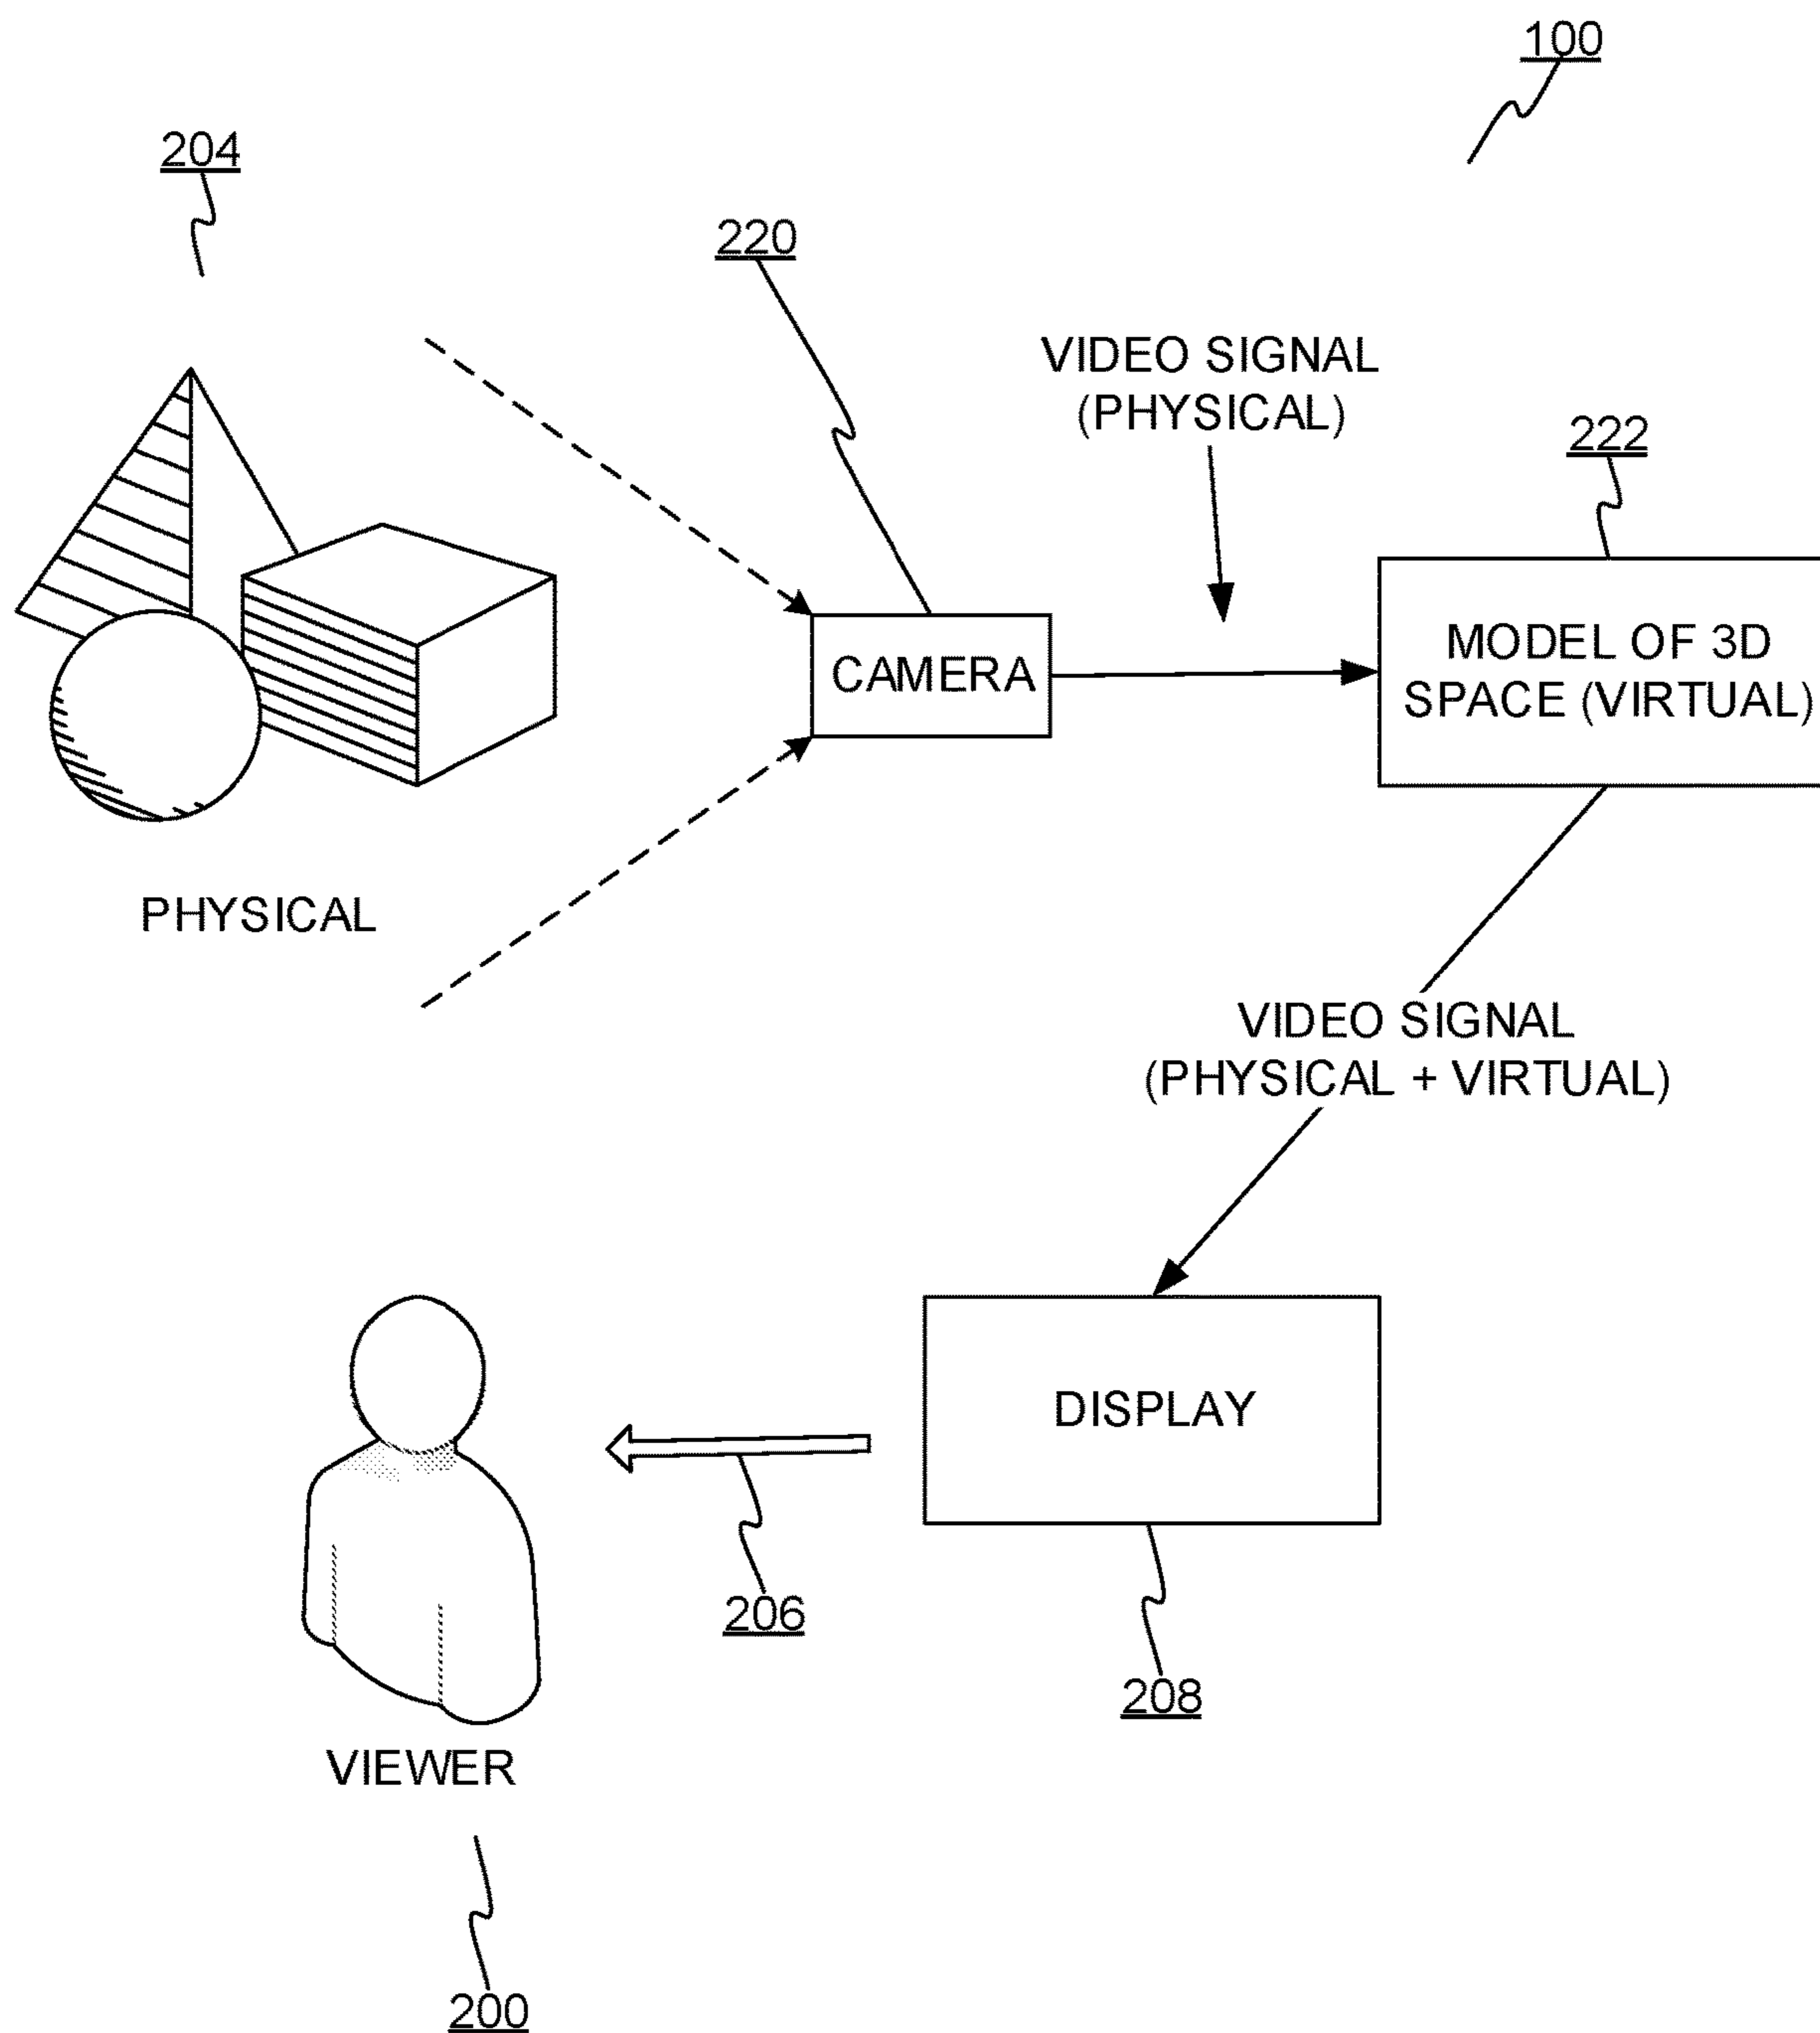 100
204
220
VIDEO SIGNAL
(PHYSICAL)
222
CAMERA
MODEL OF 3D
SPACE (VIRTUAL)
PHYSICAL
VIDEO SIGNAL
(PHYSICAL + VIRTUAL)
DISPLAY
206
208
VIEWER
200